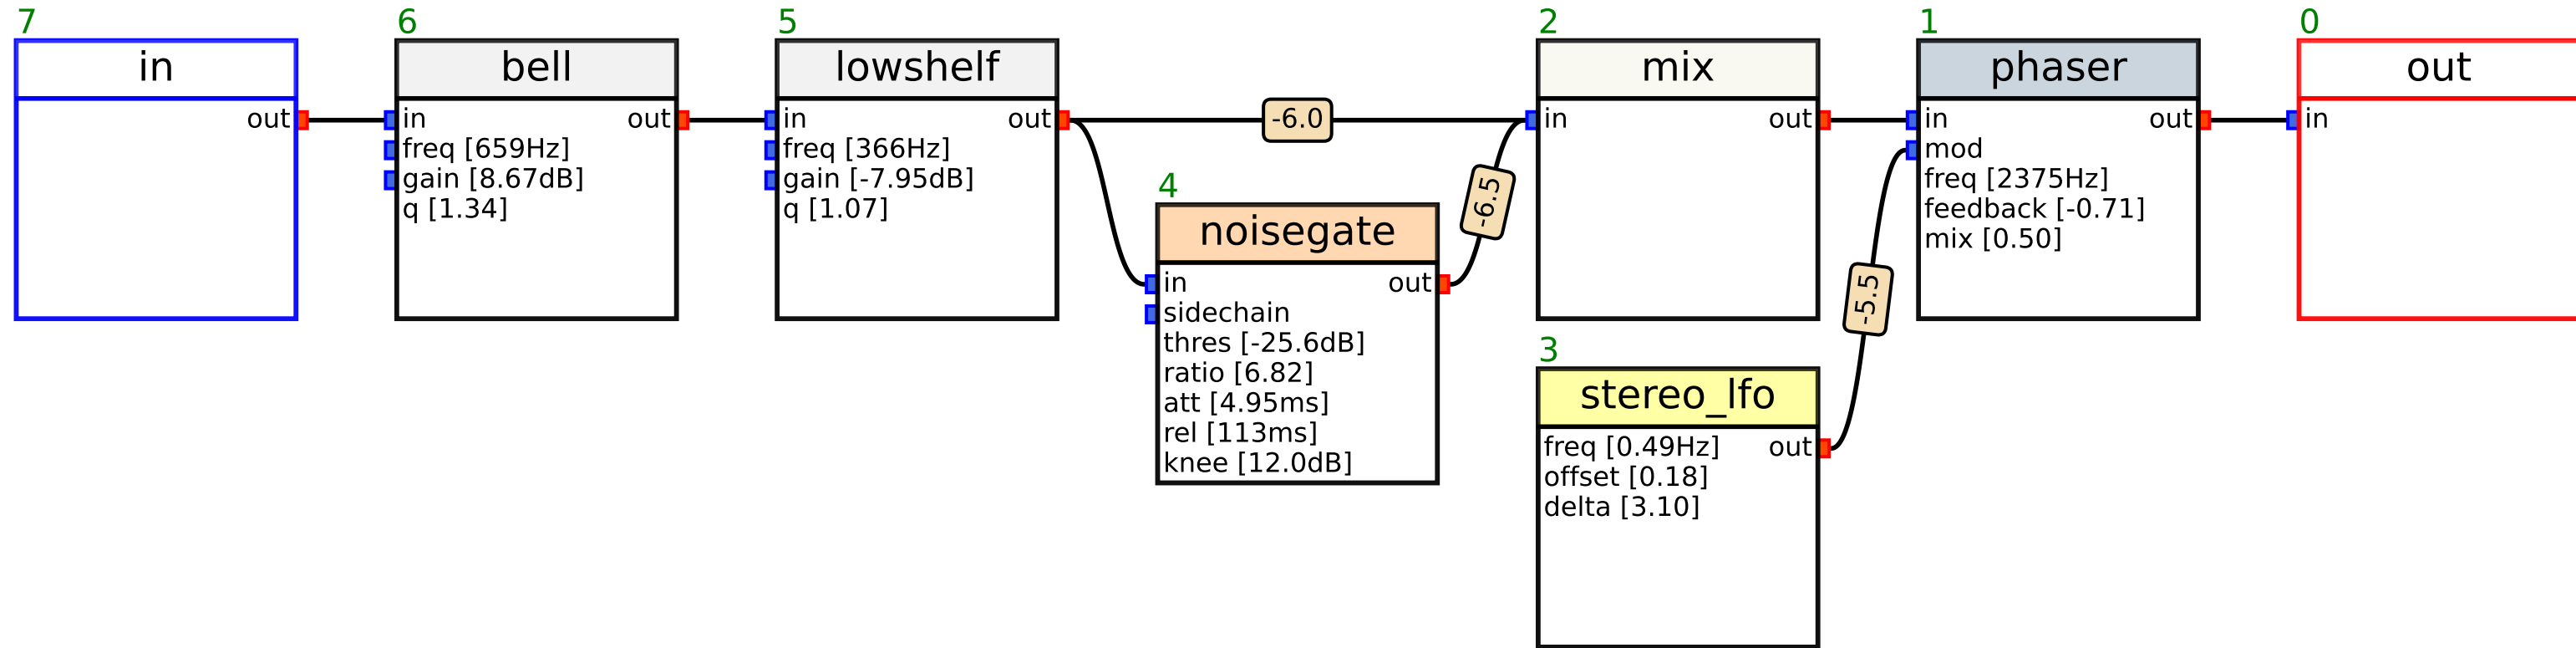 7
in
out
6
bell
in out
freq [659Hz]
gain [8.67dB]
q [1.34]
5
lowshelf
in out
freq [366Hz]
gain [-7.95dB]
q [1.07]
-6.0
4
noisegate
in out
sidechain
thres [-25.6dB]
ratio [6.82]
att [4.95ms]
rel [113ms]
knee [12.0dB]
-6.5
2
mix
in out
3
stereo_lfo
freq [0.49Hz] out
offset [0.18]
delta [3.10]
-5.5
1
phaser
in out
mod
freq [2375Hz]
feedback [-0.71]
mix [0.50]
0
out
in